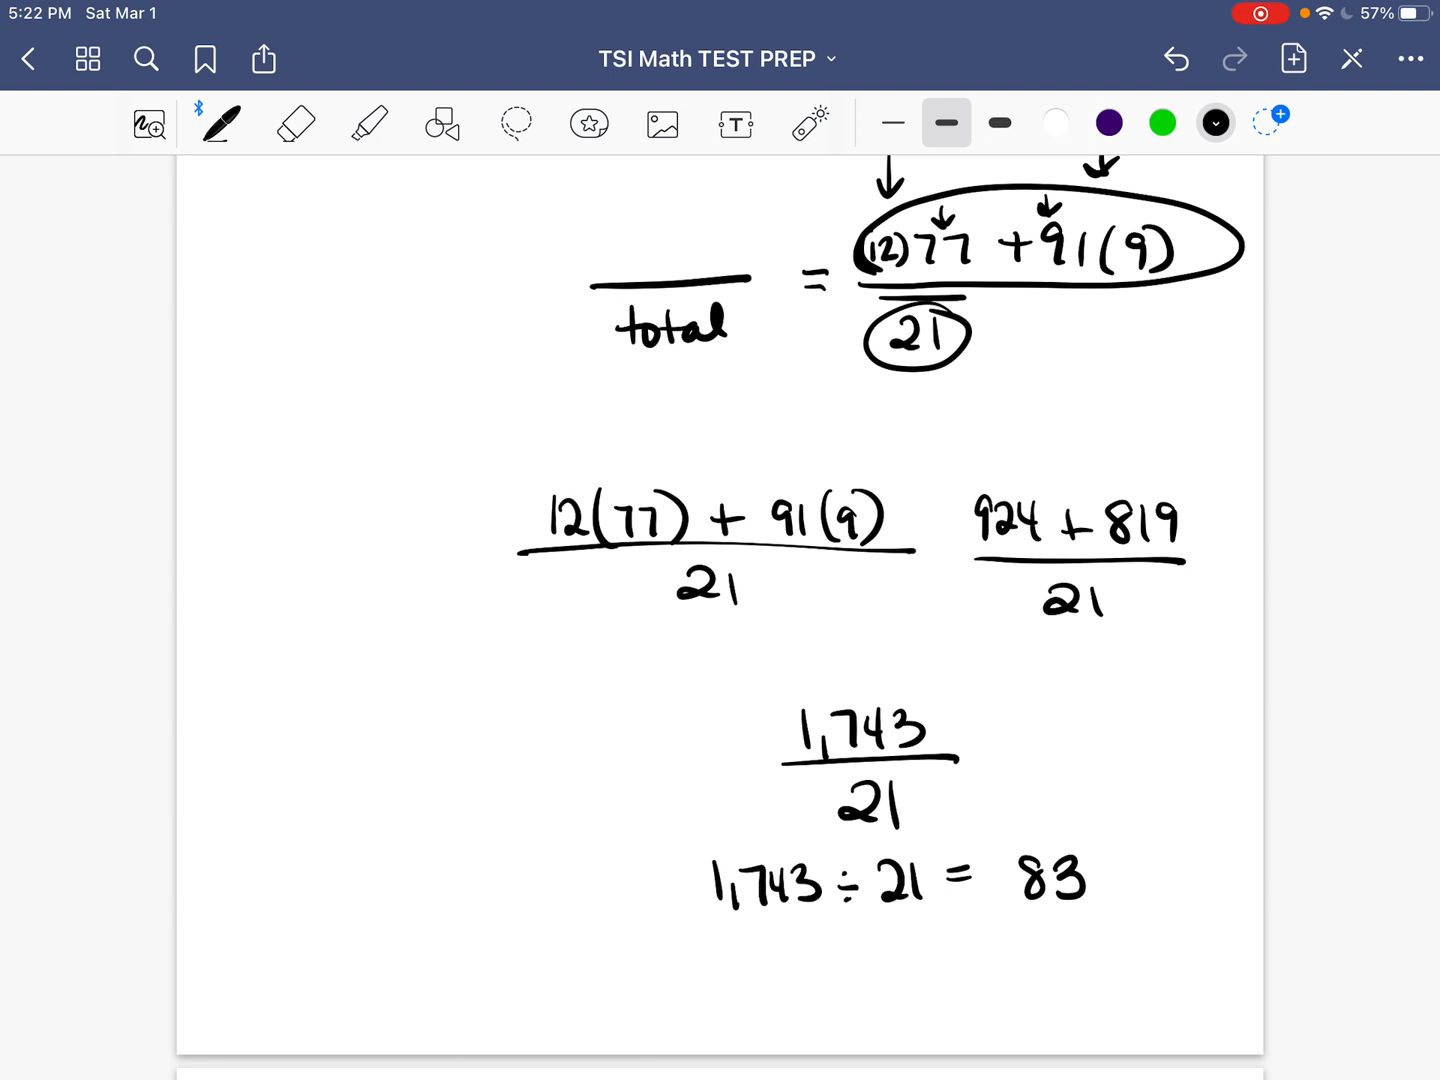 5:22 PM Sat Mar 1 57%
TSI Math TEST PREP
T
(12)77 + 91(9)
=
total 21
12(77) + 91(9) 924 + 819
21 21
1,743
21
1,743 ÷ 21 = 83